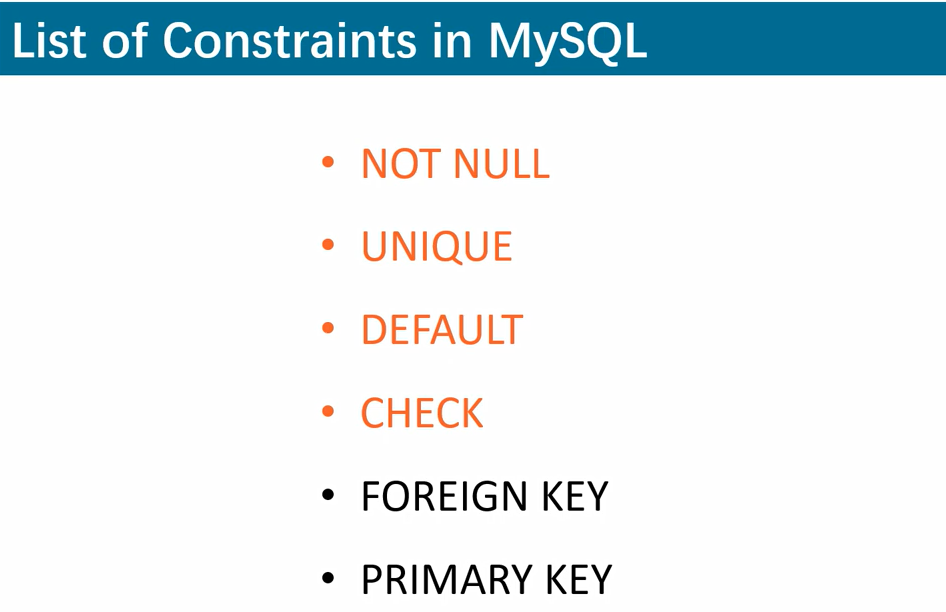 List of Constraints in MySQL
• NOT NULL
• UNIQUE
• DEFAULT
• CHECK
• FOREIGN KEY
• PRIMARY KEY